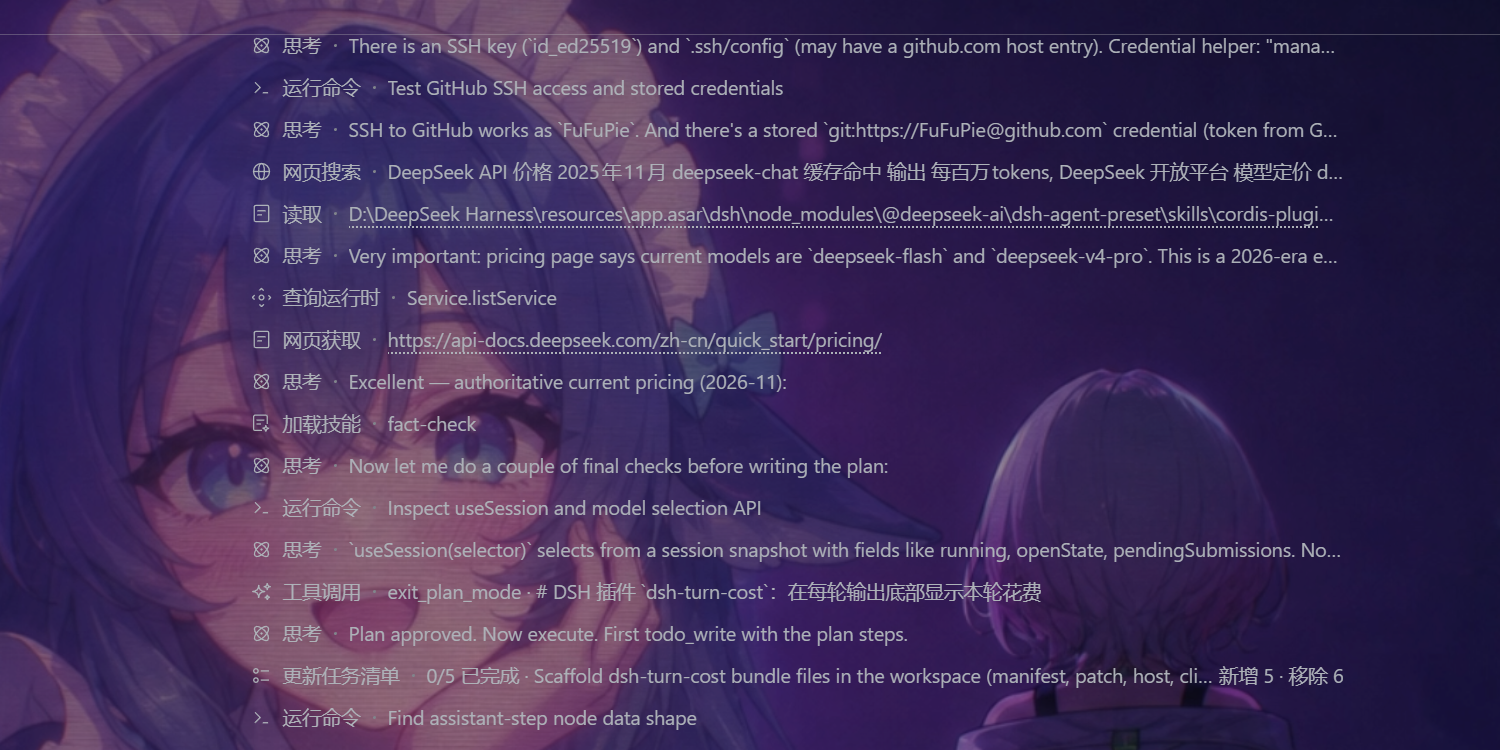 思考 · There is an SSH key (`id_ed25519`) and `.ssh/config` (may have a github.com host entry). Credential helper: "mana...
运行命令 · Test GitHub SSH access and stored credentials
思考 · SSH to GitHub works as `FuFuPie`. And there's a stored `git:https://FuFuPie@github.com` credential (token from G...
网页搜索 · DeepSeek API 价格 2025年11月 deepseek-chat 缓存命中 输出 每百万tokens, DeepSeek 开放平台 模型定价 d...
读取 · D:\DeepSeek Harness\resources\app.asar\dsh\node_modules\@deepseek-ai\dsh-agent-preset\skills\cordis-plugi...
思考 · Very important: pricing page says current models are `deepseek-flash` and `deepseek-v4-pro`. This is a 2026-era e...
查询运行时 · Service.listService
网页获取 · https://api-docs.deepseek.com/zh-cn/quick_start/pricing/
思考 · Excellent — authoritative current pricing (2026-11):
加载技能 · fact-check
思考 · Now let me do a couple of final checks before writing the plan:
运行命令 · Inspect useSession and model selection API
思考 · `useSession(selector)` selects from a session snapshot with fields like running, openState, pendingSubmissions. No...
工具调用 · exit_plan_mode · # DSH 插件 `dsh-turn-cost`：在每轮输出底部显示本轮花费
思考 · Plan approved. Now execute. First todo_write with the plan steps.
更新任务清单 · 0/5 已完成 · Scaffold dsh-turn-cost bundle files in the workspace (manifest, patch, host, cli... 新增 5 · 移除 6
运行命令 · Find assistant-step node data shape